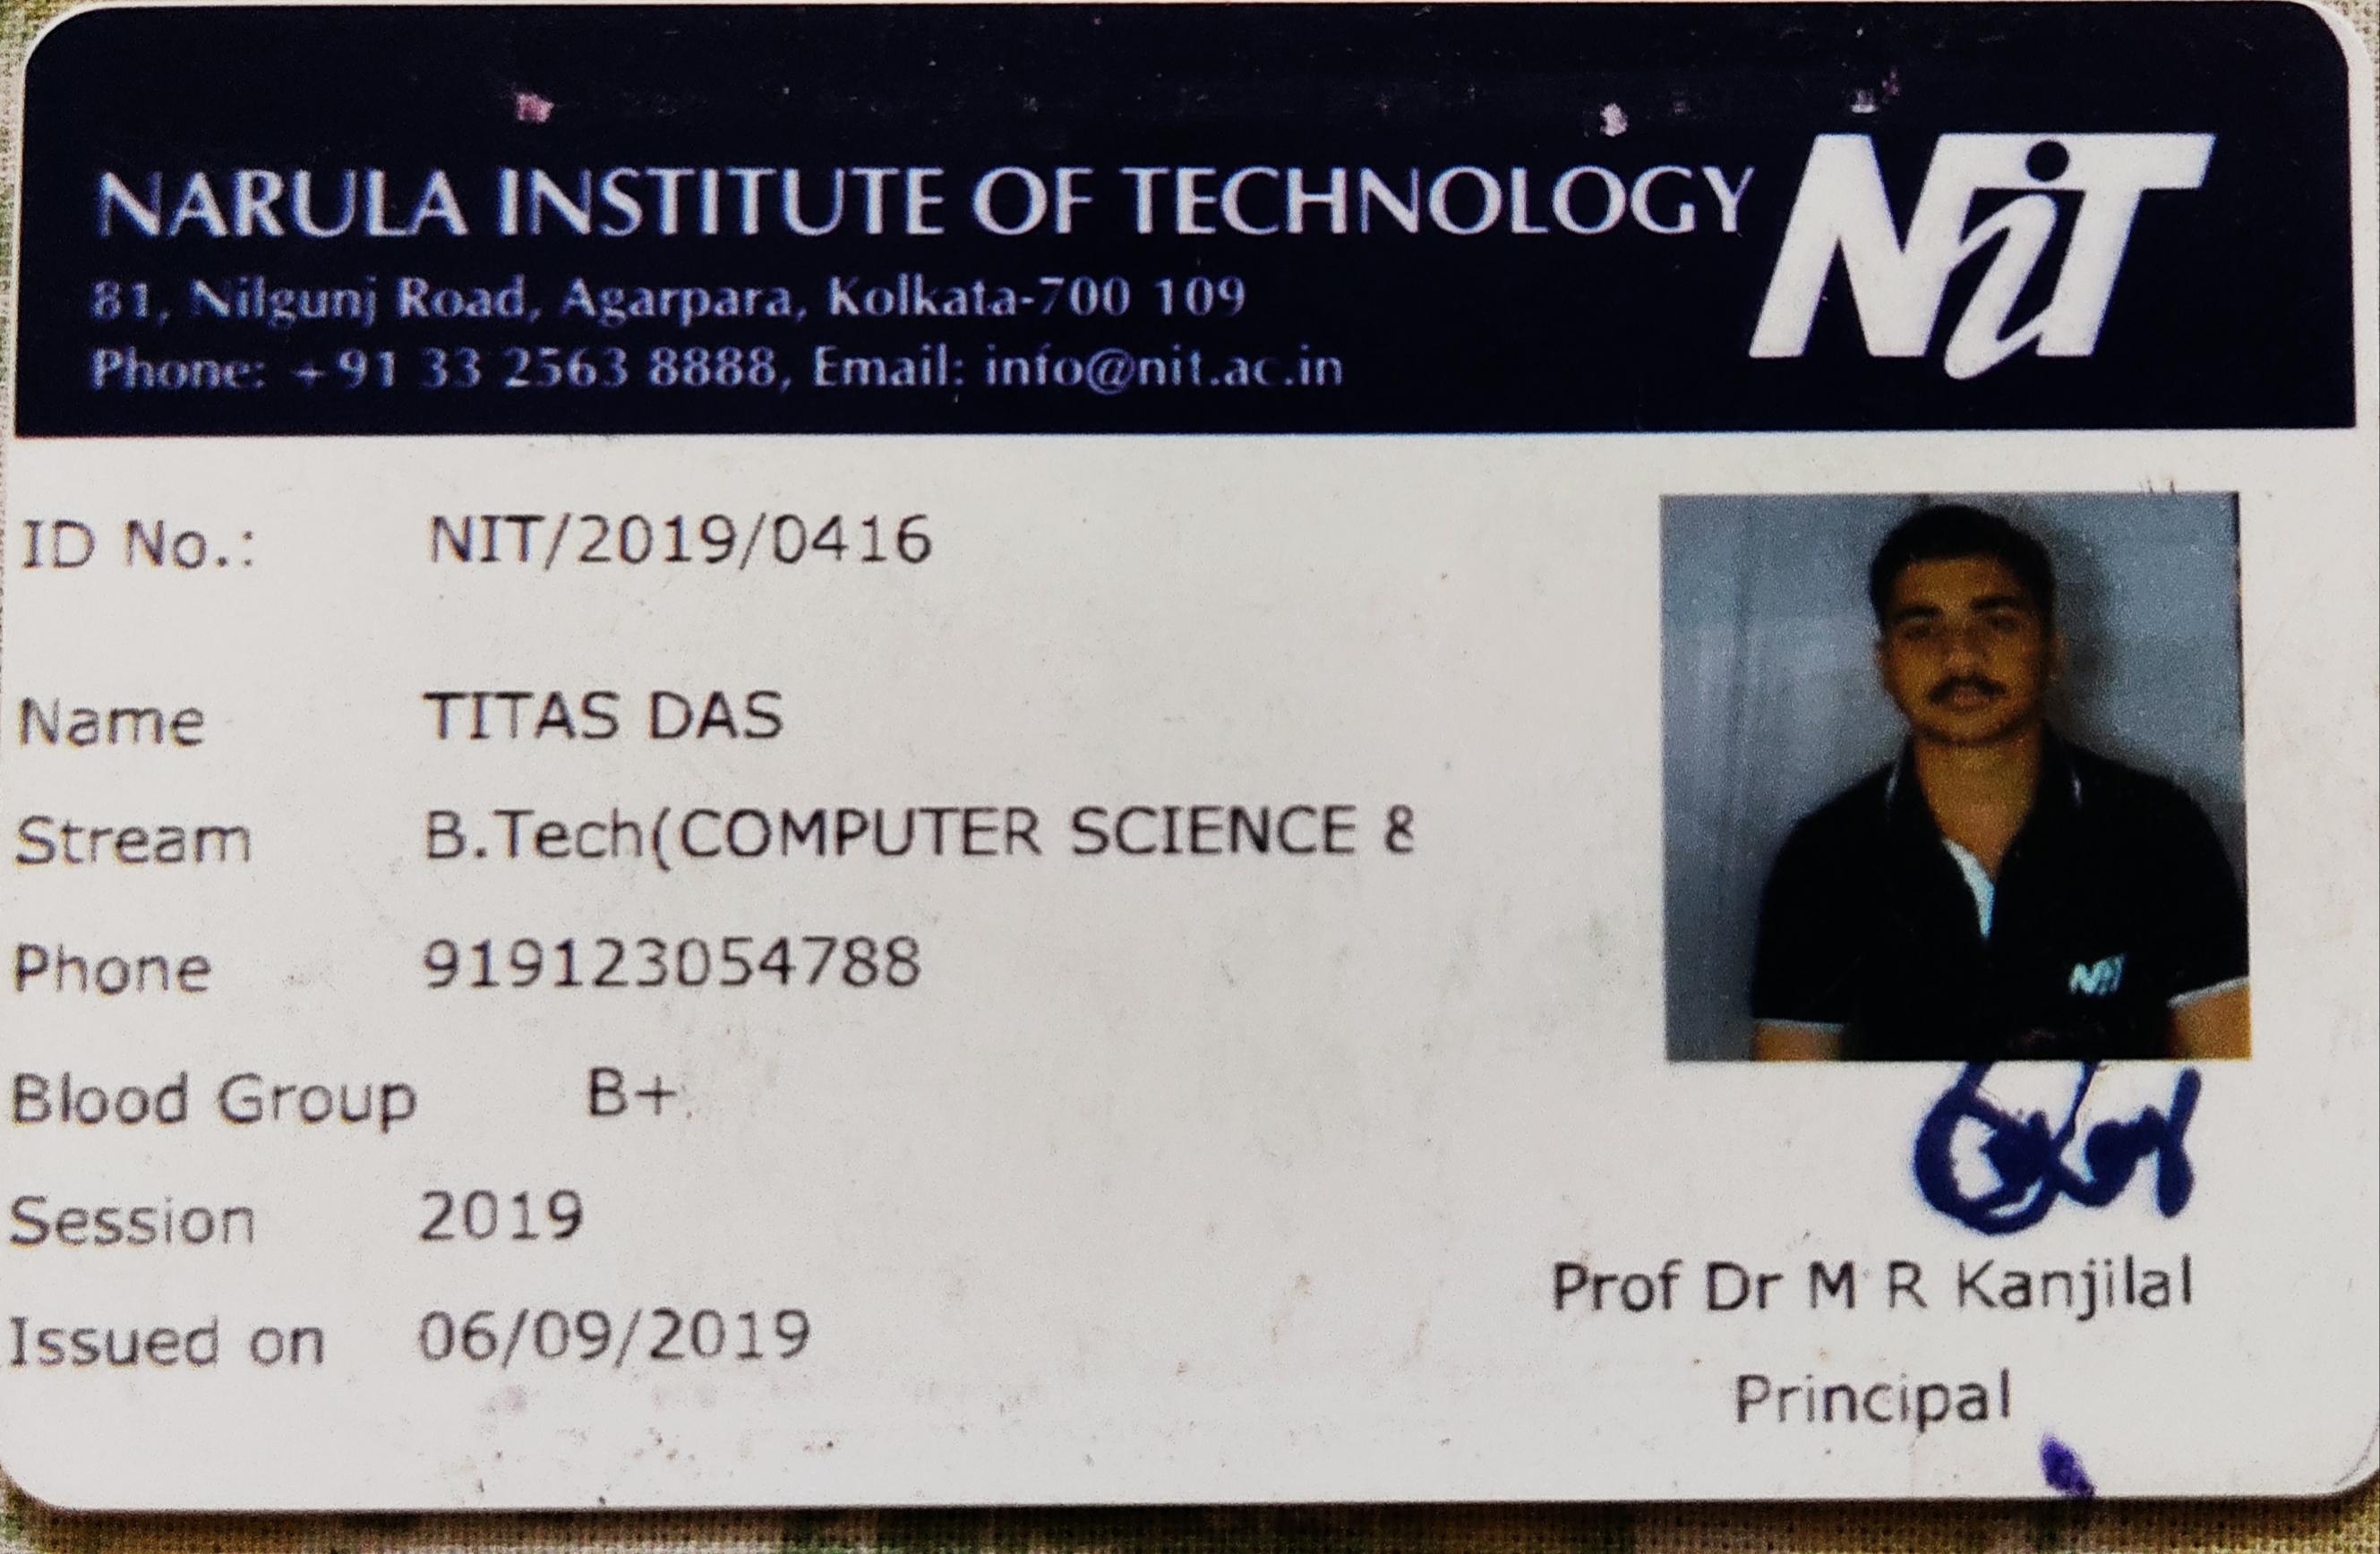 NARULA INSTITUTE OF TECHNOLOGY
NiT
81, Nilgunj Road, Agarpara, Kolkata-700 109
Phone: +91 33 2563 8888, Email: info@nit.ac.in
ID No.: NIT/2019/0416
Name TITAS DAS
Stream B.Tech(COMPUTER SCIENCE &
Phone 919123054788
Blood Group B+
Session 2019
Issued on 06/09/2019
NiT
Prof Dr M R Kanjilal
Principal